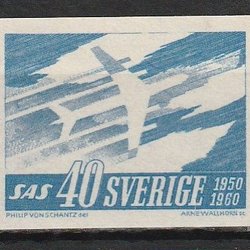 SAS 40 SVERIGE 1950
1960
PHILIP VON SCHANTZ del ARNE WALLHORN sc